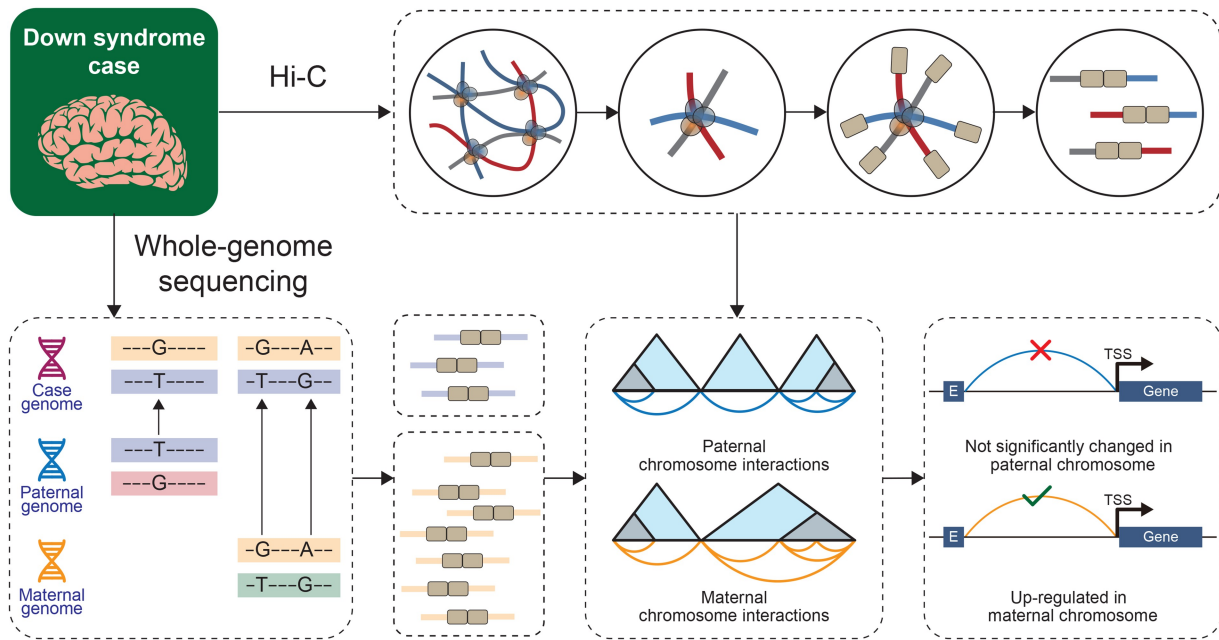 Down syndrome
case
Hi-C
Whole-genome
sequencing
Case
genome
---G----
---T----
-G---A--
-T---G--
Paternal
genome
---T----
---G----
Maternal
genome
-G---A--
-T---G--
Paternal
chromosome interactions
Maternal
chromosome interactions
E
TSS
Gene
Not significantly changed in
paternal chromosome
E
TSS
Gene
Up-regulated in
maternal chromosome